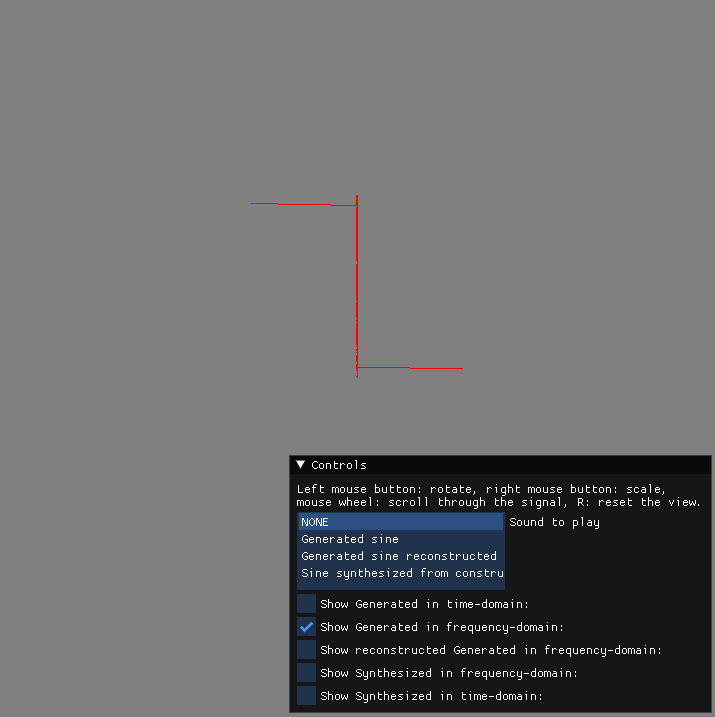 Controls
Left mouse button: rotate, right mouse button: scale,
mouse wheel: scroll through the signal, R: reset the view.
NONE Sound to play
Generated sine
Generated sine reconstructed
Sine synthesized from constru
Show Generated in time-domain:
Show Generated in frequency-domain:
Show reconstructed Generated in frequency-domain:
Show Synthesized in frequency-domain:
Show Synthesized in time-domain: